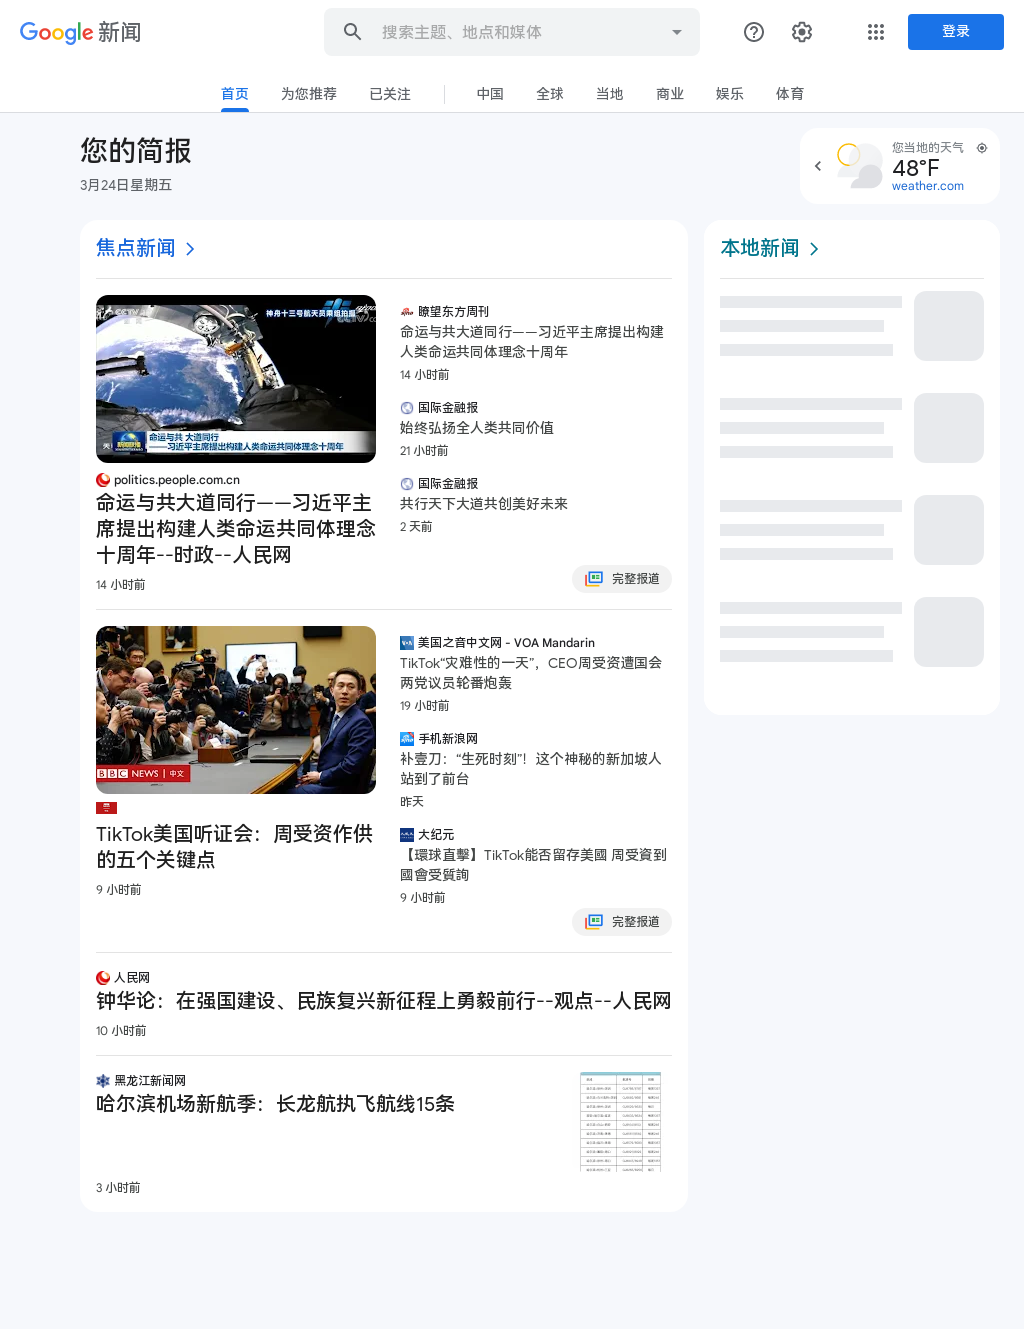 Google 新闻
搜索主题、地点和媒体
登录
首页
为您推荐
已关注
中国
全球
当地
商业
娱乐
体育
您的简报
3月24日星期五
您当地的天气
48°F
weather.com
焦点新闻
神舟十三号航天员乘组拍摄
CCTV
命运与共 大道同行
——习近平主席提出构建人类命运共同体理念十周年
politics.people.com.cn
命运与共大道同行——习近平主
席提出构建人类命运共同体理念
十周年--时政--人民网
14 小时前
瞭望东方周刊
命运与共大道同行——习近平主席提出构建
人类命运共同体理念十周年
14 小时前
国际金融报
始终弘扬全人类共同价值
21 小时前
国际金融报
共行天下大道共创美好未来
2 天前
完整报道
BBC NEWS 中文
TikTok美国听证会：周受资作供
的五个关键点
9 小时前
美国之音中文网 - VOA Mandarin
TikTok“灾难性的一天”，CEO周受资遭国会
两党议员轮番炮轰
19 小时前
手机新浪网
补壹刀：“生死时刻”！这个神秘的新加坡人
站到了前台
昨天
大纪元
【環球直擊】TikTok能否留存美國 周受資到
國會受質詢
9 小时前
完整报道
人民网
钟华论：在强国建设、民族复兴新征程上勇毅前行--观点--人民网
10 小时前
黑龙江新闻网
哈尔滨机场新航季：长龙航执飞航线15条
3 小时前
本地新闻